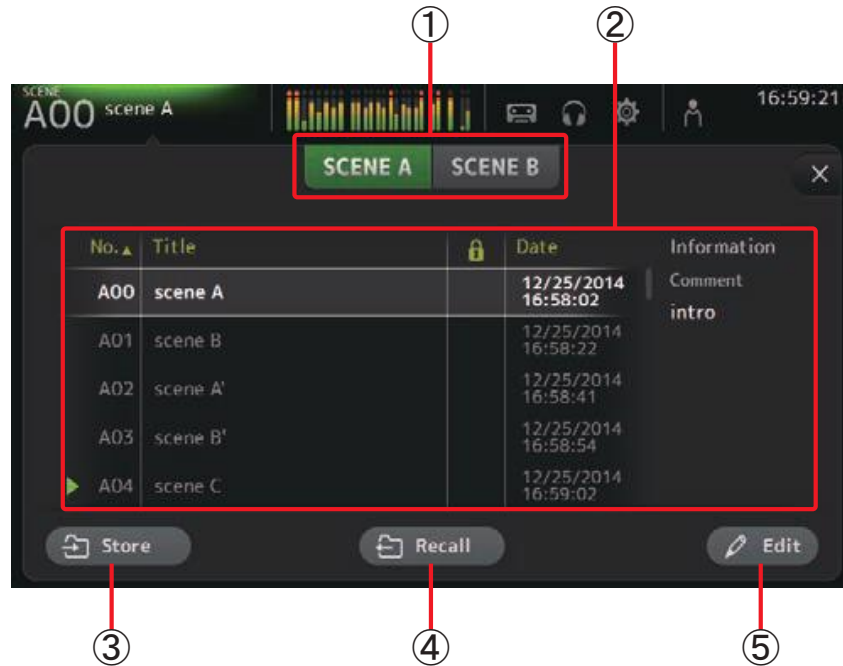 ① ②
SCENE
A00 scene A
16:59:21
SCENE A SCENE B
No. Title Date Information
A00 scene A 12/25/2014 Comment
16:58:02 intro
A01 scene B 12/25/2014
16:58:22
A02 scene A' 12/25/2014
16:58:41
A03 scene B' 12/25/2014
16:58:54
A04 scene C 12/25/2014
16:59:02
Store Recall Edit
③ ④ ⑤